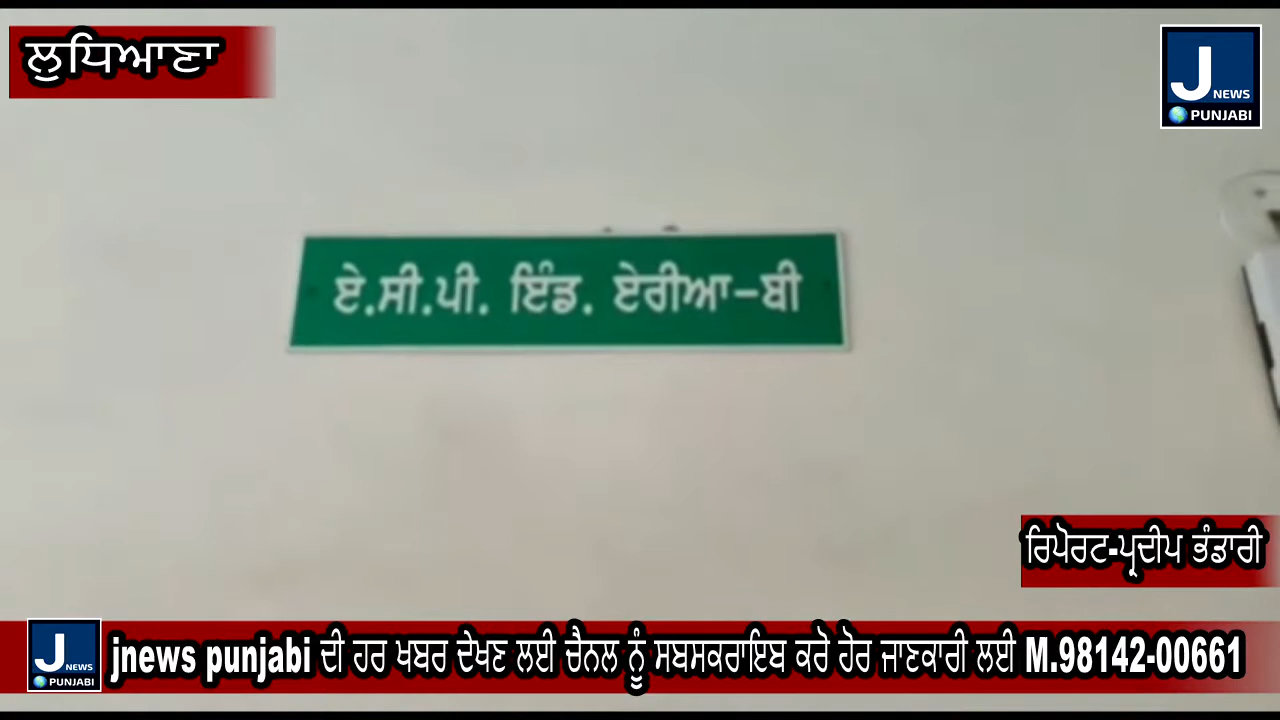 ਲੁਧਿਆਣਾ
J NEWS
PUNJABI
ਏ.ਸੀ.ਪੀ. ਇੰਡ. ਏਰੀਆ-ਬੀ
ਰਿਪੋਰਟ-ਪ੍ਰਦੀਪ ਭੰਡਾਰੀ
J NEWS
PUNJABI
jnews punjabi ਦੀ ਹਰ ਖਬਰ ਦੇਖਣ ਲਈ ਚੈਨਲ ਨੂੰ ਸਬਸਕਰਾਇਬ ਕਰੋ ਹੋਰ ਜਾਣਕਾਰੀ ਲਈ M.98142-00661